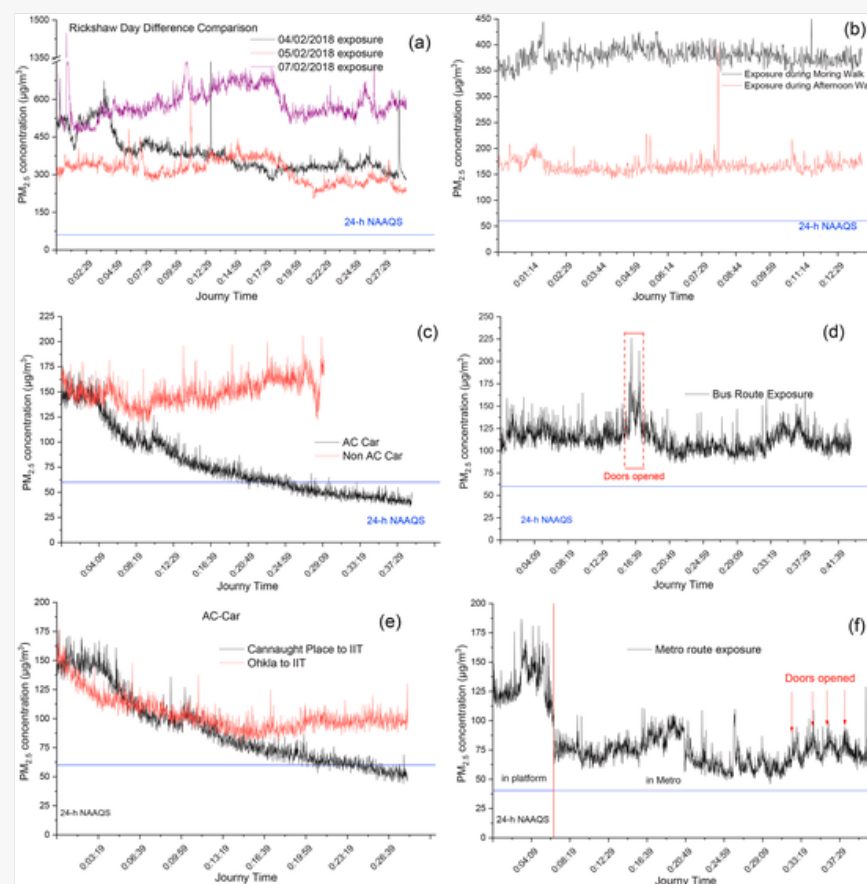 Rickshaw Day Difference Comparison
(a)
04/02/2018 exposure
05/02/2018 exposure
07/02/2018 exposure
1500
1350
600
450
300
150
0
PM2.5 concentration (µg/m³)
24-h NAAQS
0:02:29
0:04:59
0:07:29
0:09:59
0:12:29
0:14:59
0:17:29
0:19:59
0:22:29
0:24:59
0:27:29
Journy Time
(b)
450
400
350
300
250
200
150
100
50
0
PM2.5 concentration (µg/m³)
Exposure during Moring Walk
Exposure during Afternoon Wa
24-h NAAQS
0:01:14
0:02:29
0:03:44
0:04:59
0:06:14
0:07:29
0:08:44
0:09:59
0:11:14
0:12:29
Journy Time
(c)
225
200
175
150
125
100
75
50
25
0
PM2.5 concentration (µg/m³)
AC Car
Non AC Car
24-h NAAQS
0:04:09
0:08:19
0:12:29
0:16:39
0:20:49
0:24:59
0:29:09
0:33:19
0:37:29
Journy Time
(d)
250
225
200
175
150
125
100
75
50
25
0
PM2.5 concentration (µg/m³)
Bus Route Exposure
Doors opened
24-h NAAQS
0:04:09
0:08:19
0:12:29
0:16:39
0:20:49
0:24:59
0:29:09
0:33:19
0:37:29
0:41:39
Journy Time
AC-Car
(e)
200
175
150
125
100
75
50
25
0
PM2.5 concentration (µg/m³)
Cannaught Place to IIT
Ohkla to IIT
24-h NAAQS
0:03:19
0:06:39
0:09:59
0:13:19
0:16:39
0:19:59
0:23:19
0:26:39
Journy Time
(f)
200
175
150
125
100
75
50
25
0
PM2.5 concentration (µg/m³)
Metro route exposure
Doors opened
in platform
in Metro
24-h NAAQS
0:04:09
0:08:19
0:12:29
0:16:39
0:20:49
0:24:59
0:29:09
0:33:19
0:37:29
Journy Time